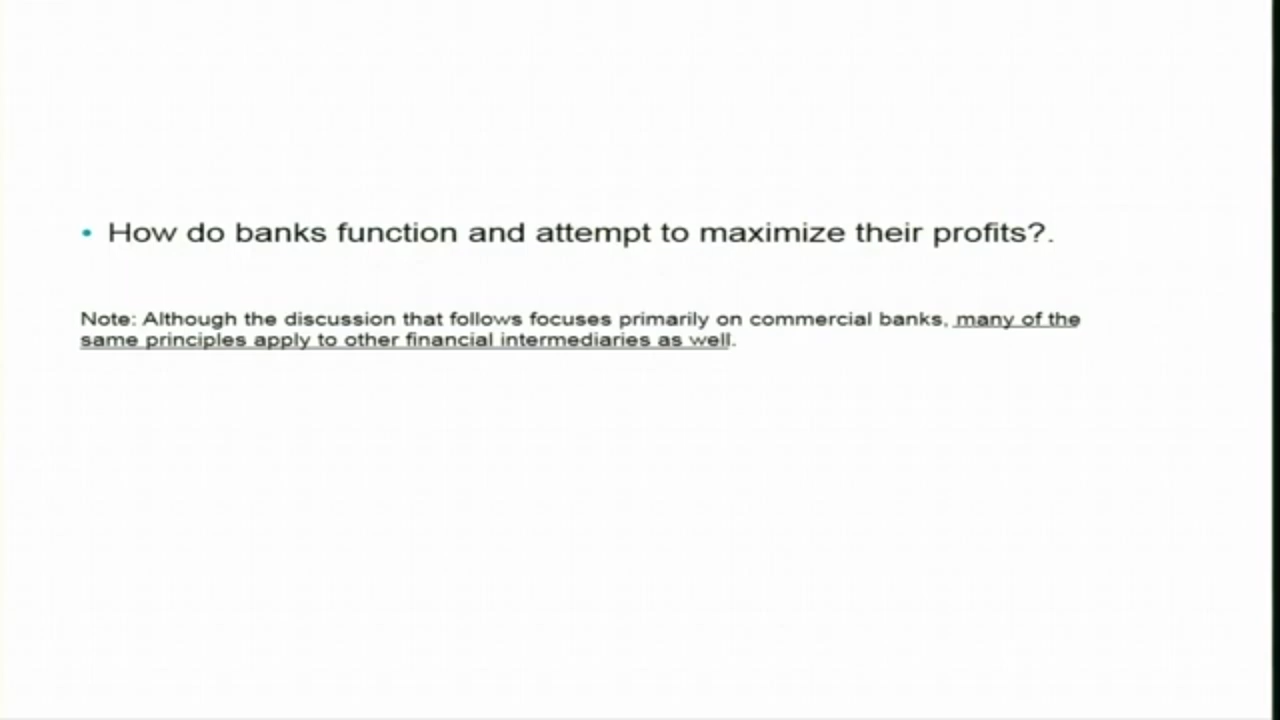 • How do banks function and attempt to maximize their profits?.
Note: Although the discussion that follows focuses primarily on commercial banks, many of the
same principles apply to other financial intermediaries as well.